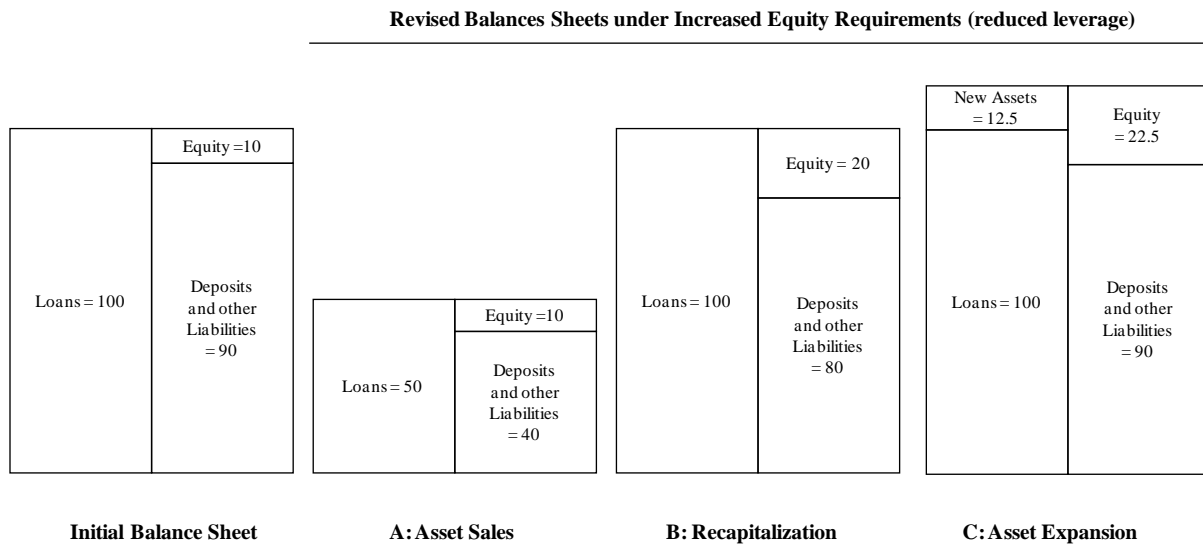 Revised Balances Sheets under Increased Equity Requirements (reduced leverage)
Loans = 100
Equity =10
Deposits
and other
Liabilities
= 90
Loans = 50
Equity =10
Deposits
and other
Liabilities
= 40
Loans = 100
Equity = 20
Deposits
and other
Liabilities
= 80
New Assets
= 12.5
Equity
= 22.5
Loans = 100
Deposits
and other
Liabilities
= 90
Initial Balance Sheet
A: Asset Sales
B: Recapitalization
C: Asset Expansion